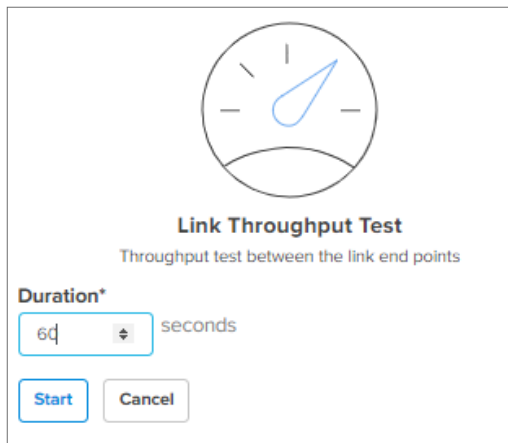 Link Throughput Test
Throughput test between the link end points
Duration*
60 seconds
Start Cancel